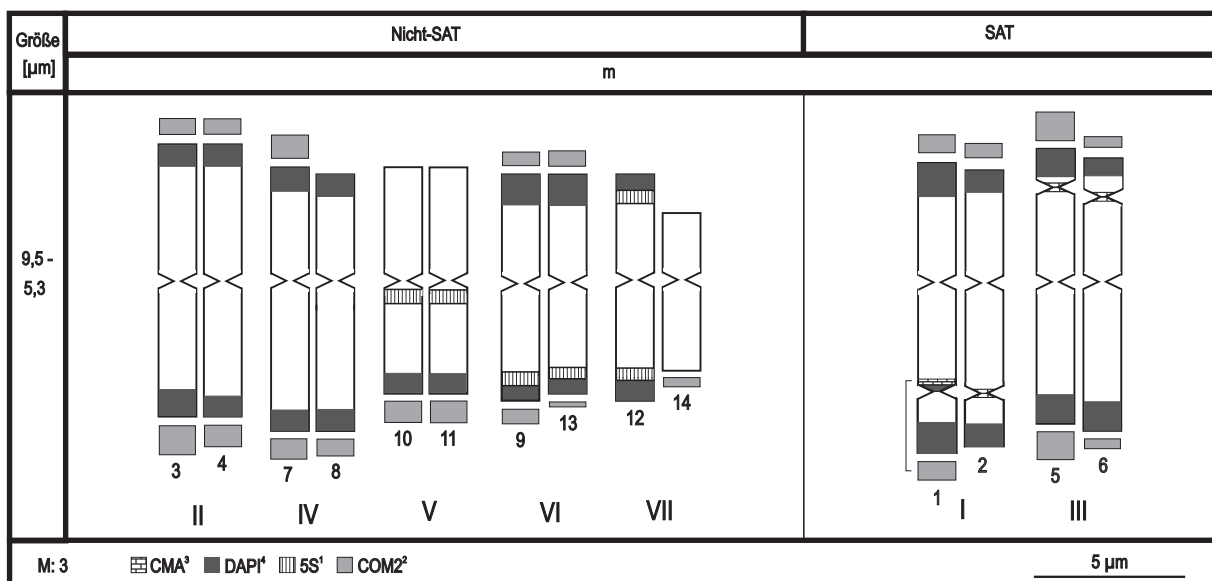 Größe
[µm]
Nicht-SAT
SAT
m
9,5 -
5,3
3
4
7
8
10
11
9
13
12
14
1
2
5
6
II
IV
V
VI
VII
I
III
M: 3
CMA³
DAPI⁴
5S¹
COM2²
5 µm